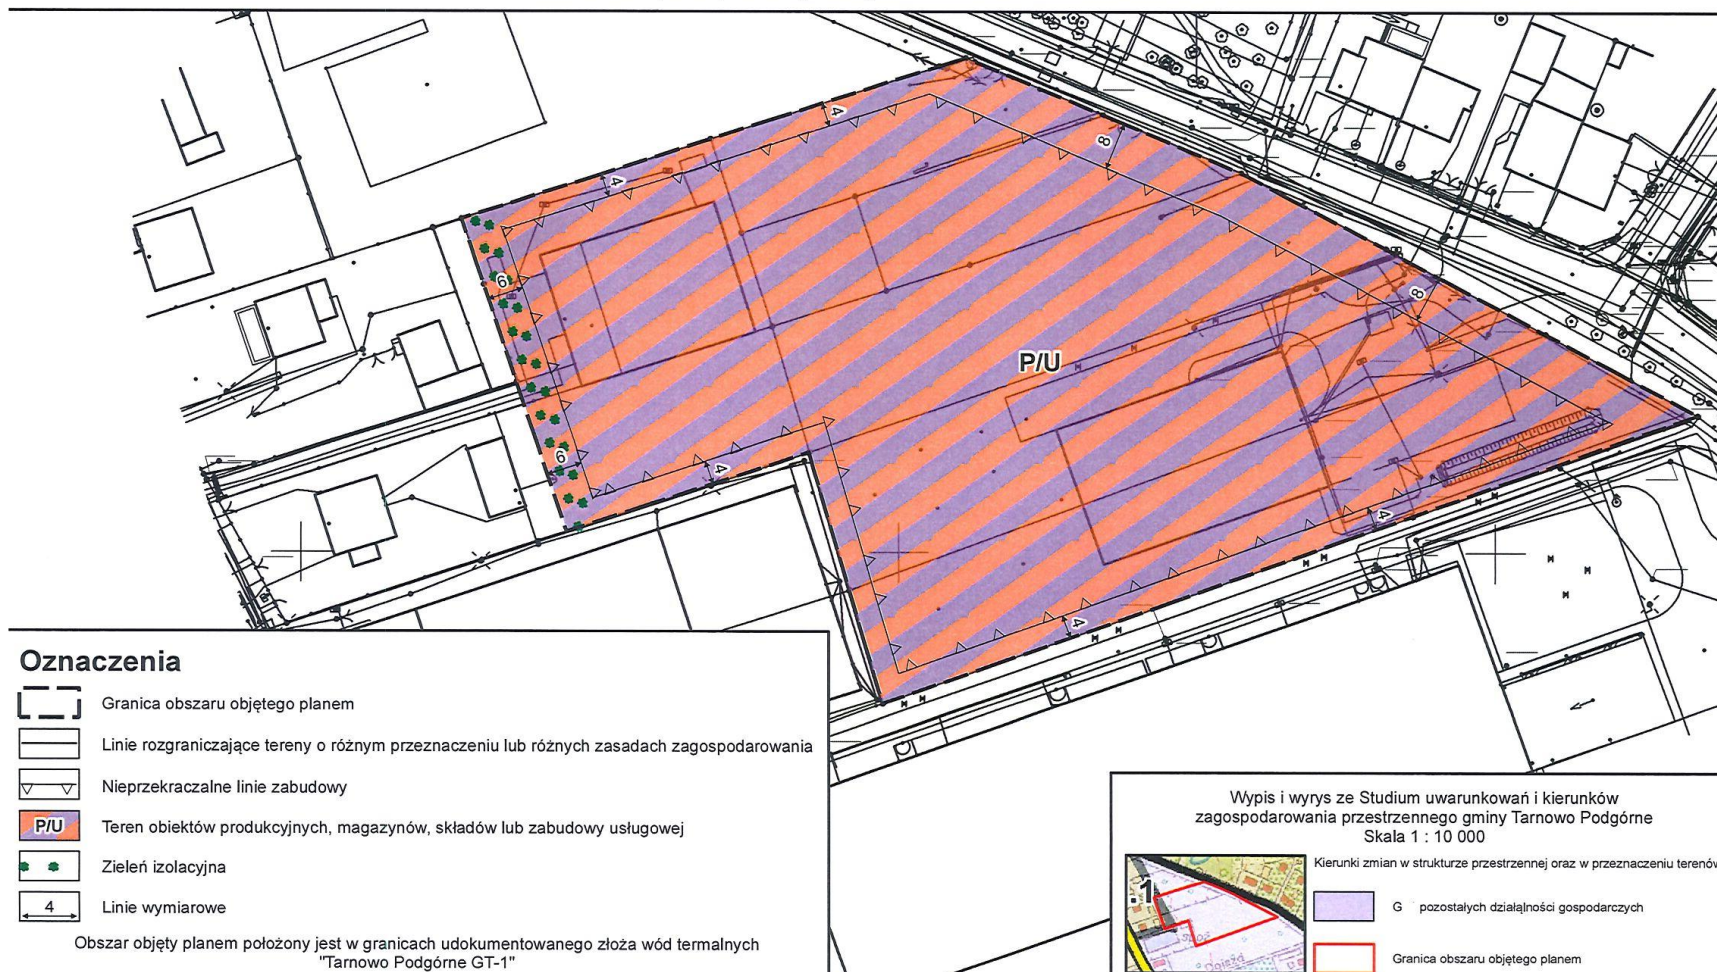 4
8
4
6
P/U
8
6
4
4
4
Oznaczenia
Granica obszaru objętego planem
Linie rozgraniczające tereny o różnym przeznaczeniu lub różnych zasadach zagospodarowania
Nieprzekraczalne linie zabudowy
P/U Teren obiektów produkcyjnych, magazynów, składów lub zabudowy usługowej
Zieleń izolacyjna
4 Linie wymiarowe
Obszar objęty planem położony jest w granicach udokumentowanego złoża wód termalnych
"Tarnowo Podgórne GT-1"
Wypis i wyrys ze Studium uwarunkowań i kierunków
zagospodarowania przestrzennego gminy Tarnowo Podgórne
Skala 1 : 10 000
Kierunki zmian w strukturze przestrzennej oraz w przeznaczeniu terenów
1
G pozostałych działąlności gospodarczych
Granica obszaru objętego planem